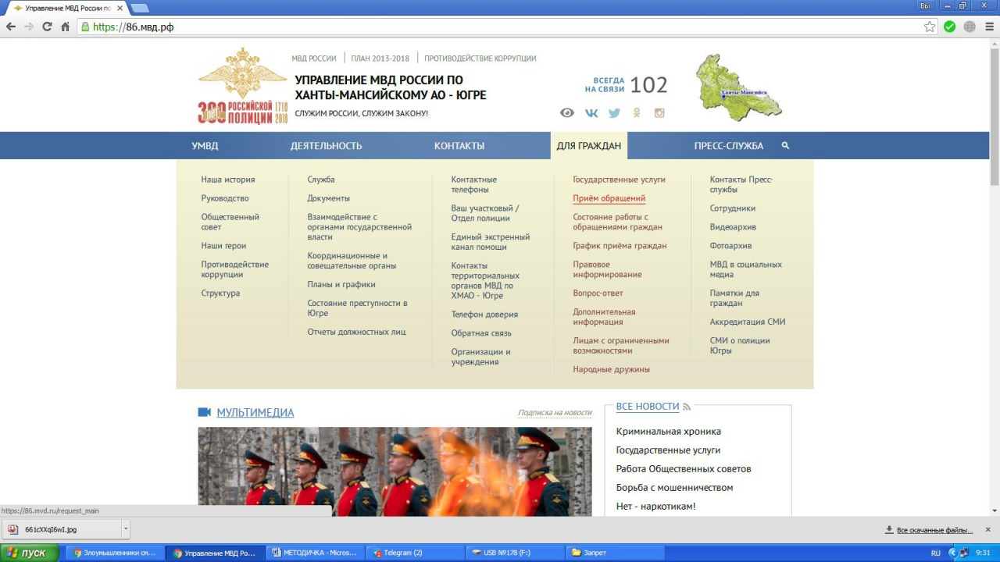 Управление МВД России по
Вы
https://86.мвд.рф
МВД РОССИИ
ПЛАН 2013-2018
ПРОТИВОДЕЙСТВИЕ КОРРУПЦИИ
УПРАВЛЕНИЕ МВД РОССИИ ПО
ХАНТЫ-МАНСИЙСКОМУ АО - ЮГРЕ
СЛУЖИМ РОССИИ, СЛУЖИМ ЗАКОНУ!
300 лет РОССИЙСКОЙ ПОЛИЦИИ 1718 2018
ВСЕГДА
НА СВЯЗИ
102
Ханты-Мансийск
УМВД
ДЕЯТЕЛЬНОСТЬ
КОНТАКТЫ
ДЛЯ ГРАЖДАН
ПРЕСС-СЛУЖБА
Наша история
Руководство
Общественный
совет
Наши герои
Противодействие
коррупции
Структура
Служба
Документы
Взаимодействие с
органами государственной
власти
Координационные и
совещательные органы
Планы и графики
Состояние преступности в
Югре
Отчеты должностных лиц
Контактные
телефоны
Ваш участковый /
Отдел полиции
Единый экстренный
канал помощи
Контакты
территориальных
органов МВД по
ХМАО - Югре
Телефон доверия
Обратная связь
Организации и
учреждения
Государственные услуги
Приём обращений
Состояние работы с
обращениями граждан
График приёма граждан
Правовое
информирование
Вопрос-ответ
Дополнительная
информация
Лицам с ограниченными
возможностями
Народные дружины
Контакты Пресс-
службы
Сотрудники
Видеоархив
Фотоархив
МВД в социальных
медиа
Памятки для
граждан
Аккредитация СМИ
СМИ о полиции
Югры
МУЛЬТИМЕДИА
Подписка на новости
ВСЕ НОВОСТИ
Криминальная хроника
Государственные услуги
Работа Общественных советов
Борьба с мошенничеством
Нет - наркотикам!
https://86.mvd.ru/request_main
661cXXqI6wI.jpg
Все скачанные файлы...
пуск
Злоумышленники см...
Управление МВД Ро...
МЕТОДИЧКА - Micros...
Telegram (2)
USB №178 (F:)
Запрет
RU
9:31